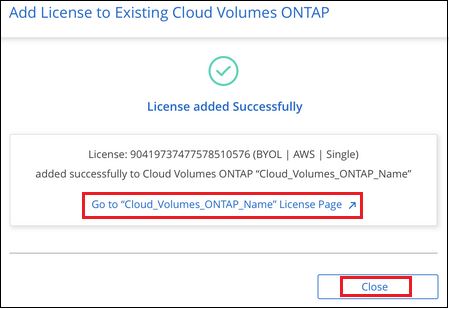 Add License to Existing Cloud Volumes ONTAP
License added Successfully
License: 90419737477578510576 (BYOL | AWS | Single)
added successfully to Cloud Volumes ONTAP “Cloud_Volumes_ONTAP_Name”
Go to “Cloud_Volumes_ONTAP_Name” License Page
Close